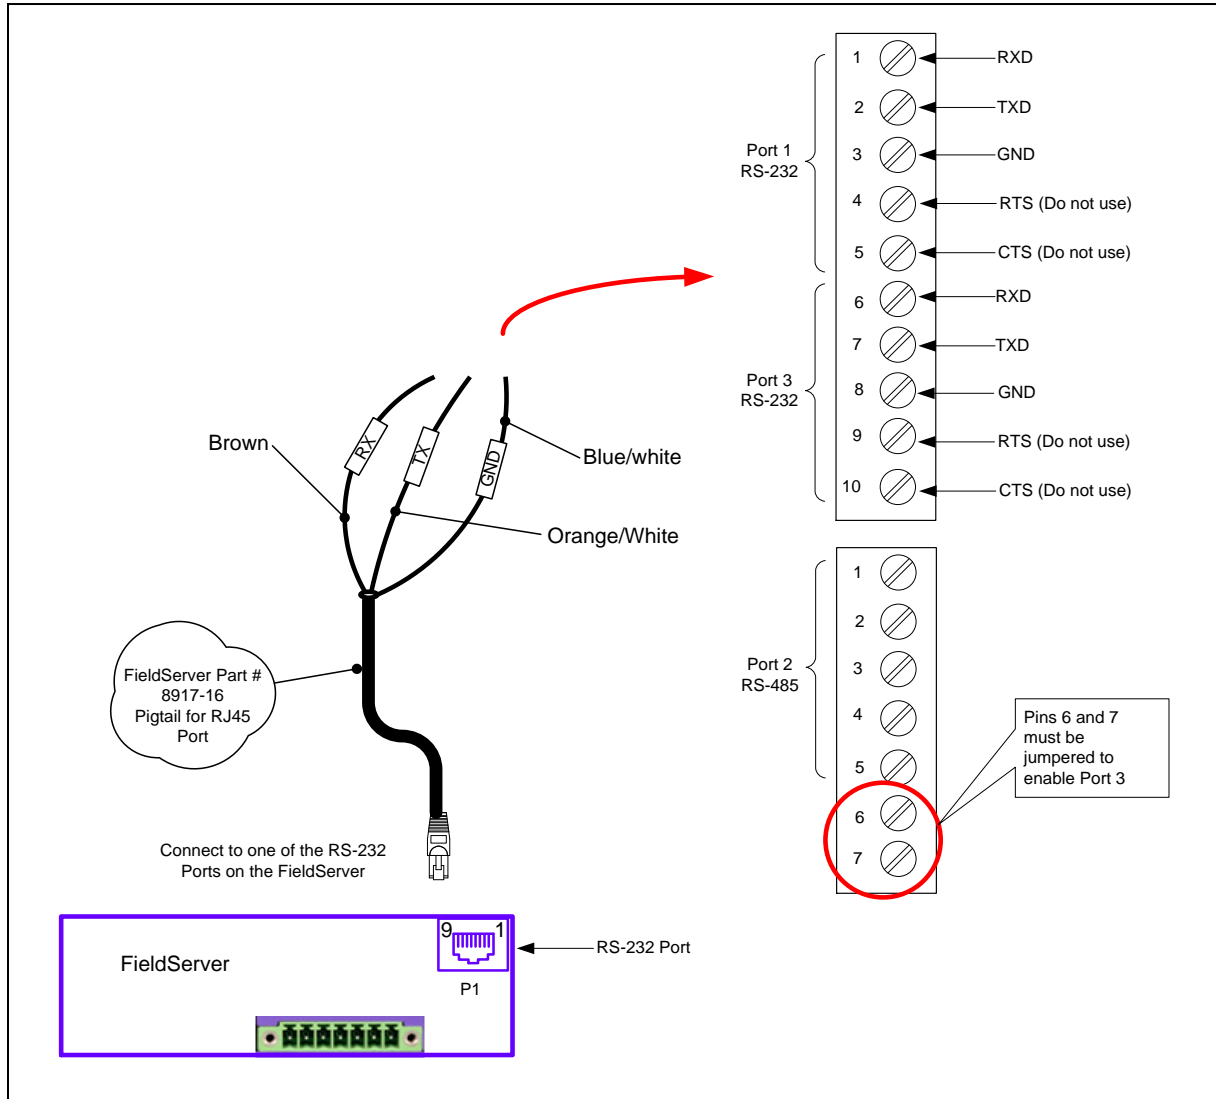 Port 1
RS-232
1
RXD
2
TXD
3
GND
4
RTS (Do not use)
5
CTS (Do not use)
Port 3
RS-232
6
RXD
7
TXD
8
GND
9
RTS (Do not use)
10
CTS (Do not use)
Brown
RX
TX
GND
Blue/white
Orange/White
FieldServer Part #
8917-16
Pigtail for RJ45
Port
Connect to one of the RS-232
Ports on the FieldServer
Port 2
RS-485
1
2
3
4
5
6
7
Pins 6 and 7
must be
jumpered to
enable Port 3
FieldServer
9
1
P1
RS-232 Port